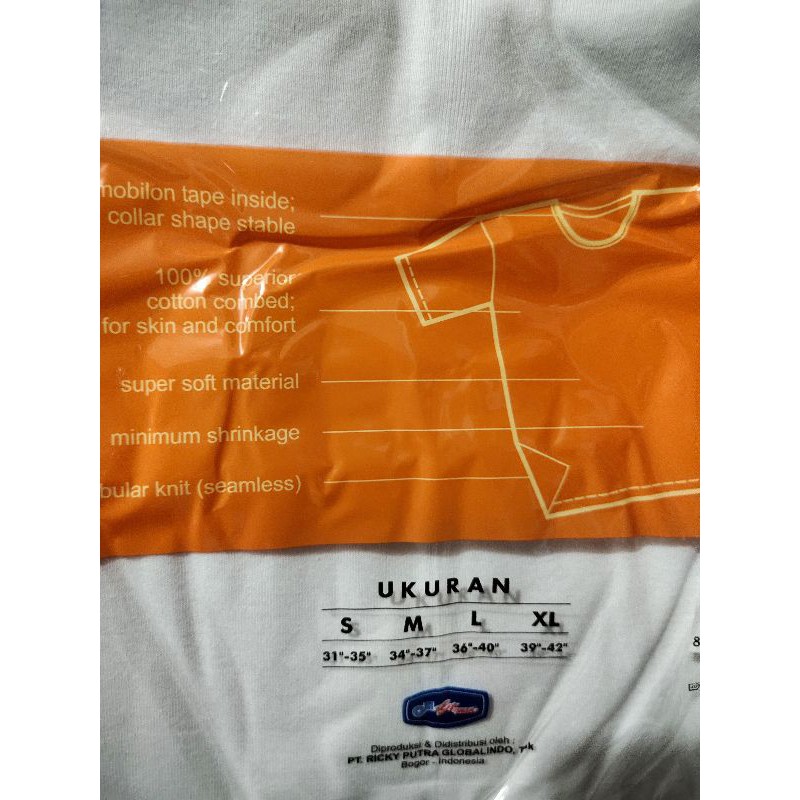 nobilon tape inside;
collar shape stable
100% superior
cotton combed;
for skin and comfort
super soft material
minimum shrinkage
bular knit (seamless)
UKURAN
S M L XL
31"-35" 34"-37" 36"-40" 39"-42"
8
Diproduksi & Didistribusi oleh :
PT. RICKY PUTRA GLOBALINDO, Tbk
Bogor - Indonesia